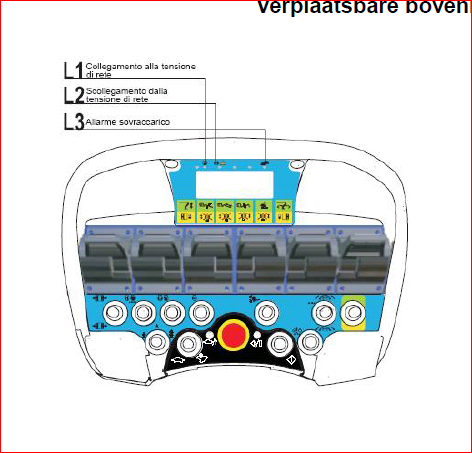 verplaatsbare boven
L1 Collegamento alla tensione
di rete
L2 Scollegamento dalla
tensione di rete
L3 Allarme sovraccarico